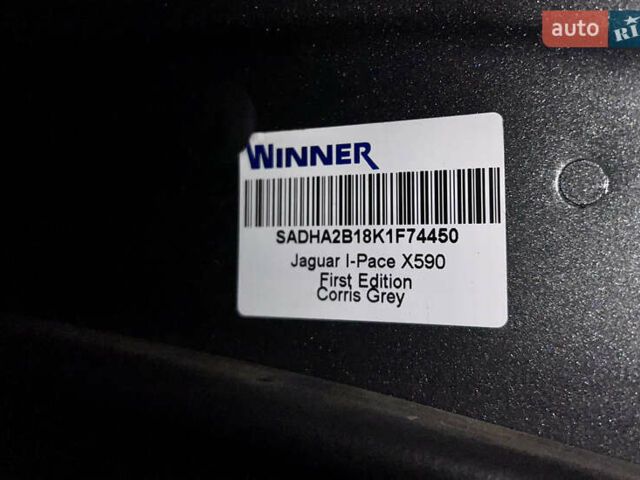 auto RI
WINNER
SADHA2B18K1F74450
Jaguar I-Pace X590
First Edition
Corris Grey